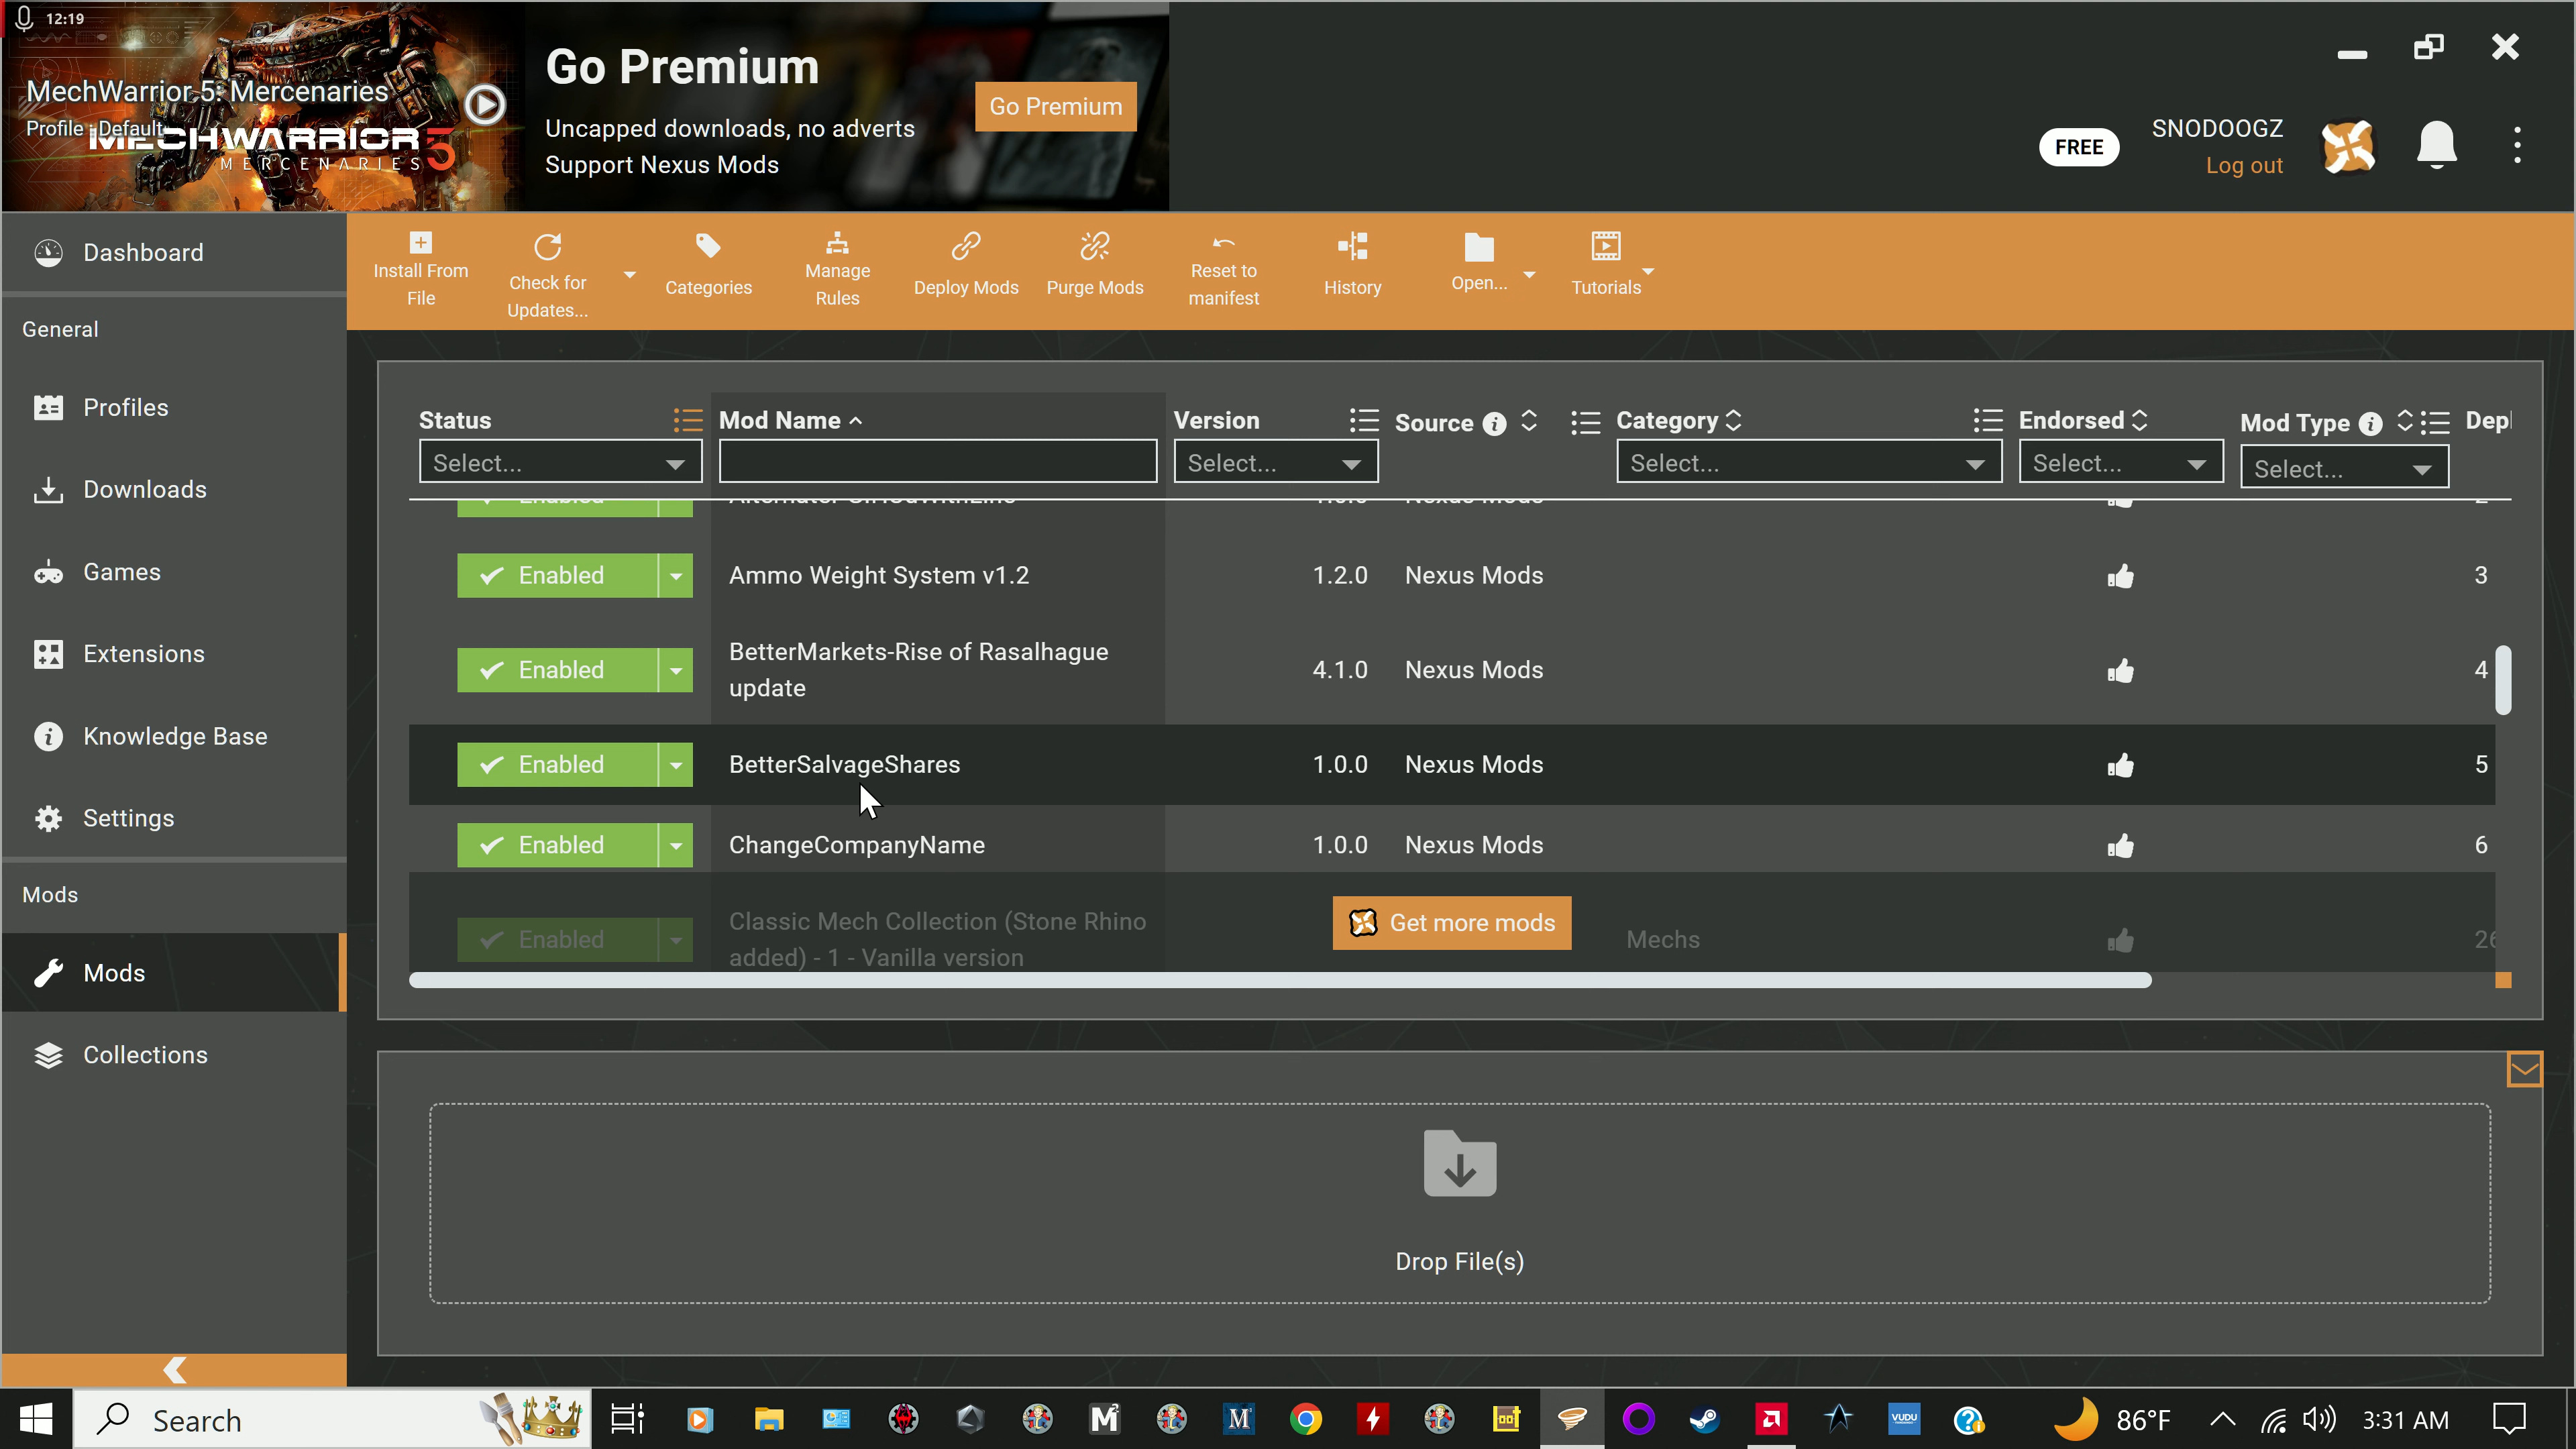 12:19
MechWarrior 5: Mercenaries
Profile : Default
MECHWARRIOR 5
MERCENARIES
Go Premium
Uncapped downloads, no adverts
Support Nexus Mods
Go Premium
FREE
SNODOOGZ
Log out
Dashboard
General
Profiles
Downloads
Games
Extensions
Knowledge Base
Settings
Mods
Mods
Collections
Install From File
Check for Updates...
Categories
Manage Rules
Deploy Mods
Purge Mods
Reset to manifest
History
Open...
Tutorials
Status Mod Name Version Source Category Endorsed Mod Type Depl
Select... Select... Select... Select... Select...
Enabled Ammo Weight System v1.2 1.2.0 Nexus Mods 3
Enabled BetterMarkets-Rise of Rasalhague update 4.1.0 Nexus Mods 4
Enabled BetterSalvageShares 1.0.0 Nexus Mods 5
Enabled ChangeCompanyName 1.0.0 Nexus Mods 6
Enabled Classic Mech Collection (Stone Rhino added) - 1 - Vanilla version Mechs 26
Get more mods
Drop File(s)
Search
VUDU
86°F
3:31 AM